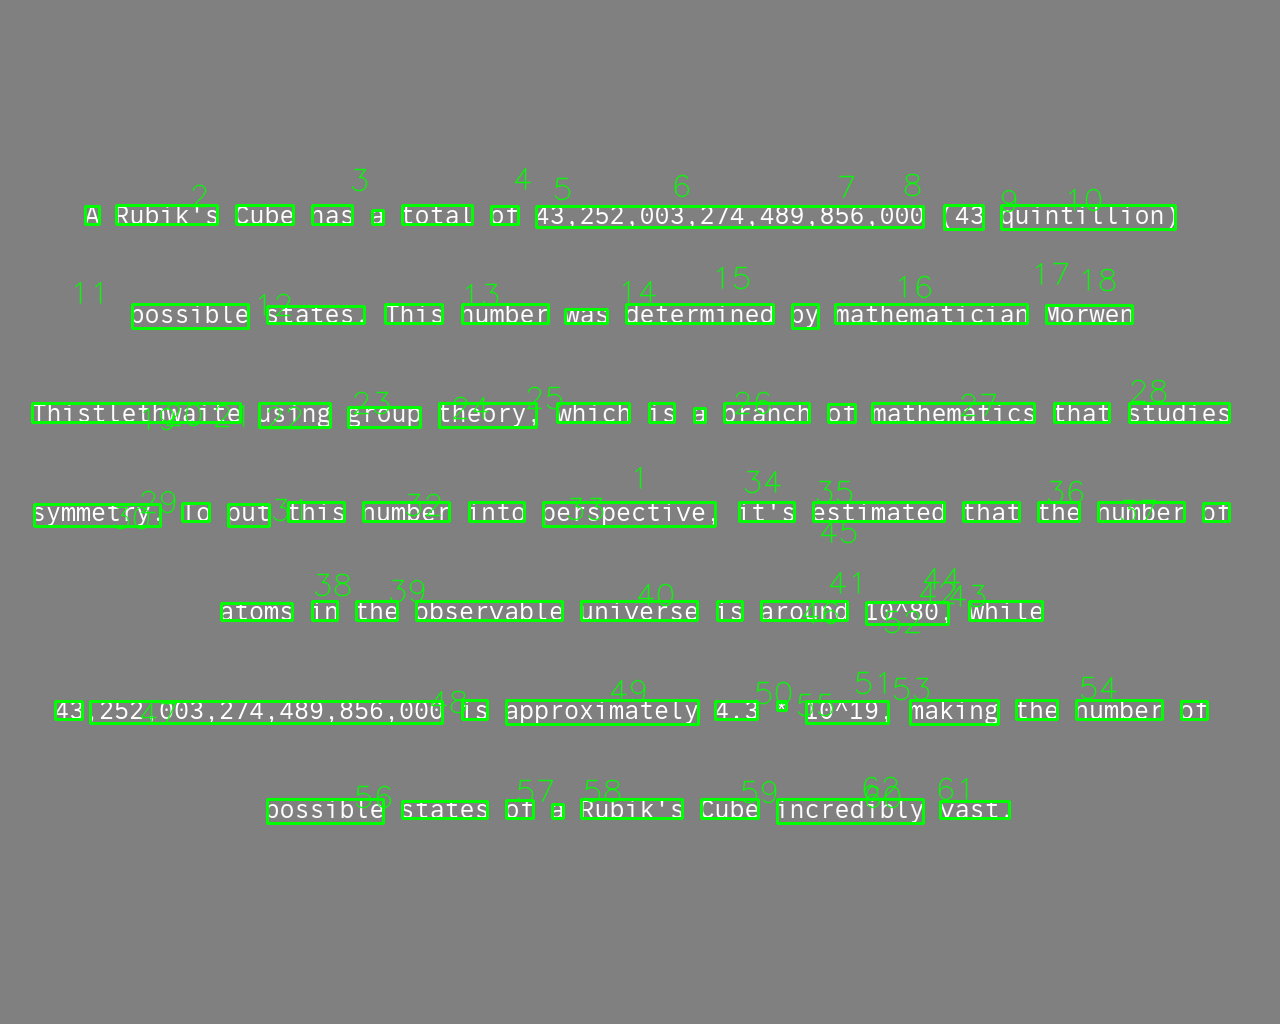 A Rubik's Cube has a total of 43,252,003,274,489,856,000 (43 quintillion)
possible states. This number was determined by mathematician Morwen
Thistlethwaite using group theory, which is a branch of mathematics that studies
symmetry. To put this number into perspective, it's estimated that the number of
atoms in the observable universe is around 10^80, while
43,252,003,274,489,856,000 is approximately 4.3 * 10^19, making the number of
possible states of a Rubik's Cube incredibly vast.